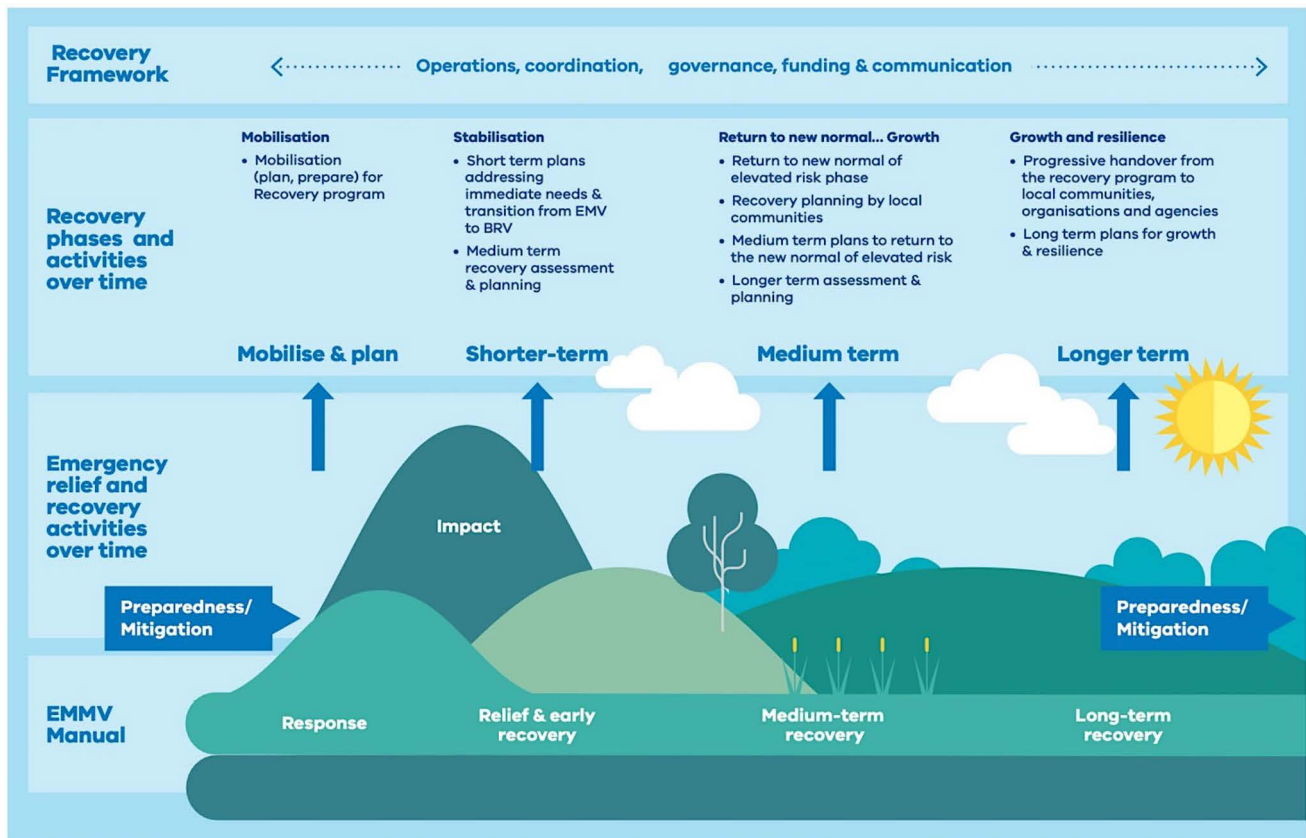 Recovery
Framework
Operations, coordination, governance, funding & communication
Recovery
phases and
activities
over time
Mobilisation
• Mobilisation
(plan, prepare) for
Recovery program
Stabilisation
• Short term plans
addressing
immediate needs &
transition from EMV
to BRV
• Medium term
recovery assessment
& planning
Return to new normal... Growth
• Return to new normal of
elevated risk phase
• Recovery planning by local
communities
• Medium term plans to return to
the new normal of elevated risk
• Longer term assessment &
planning
Growth and resilience
• Progressive handover from
the recovery program to
local communities,
organisations and agencies
• Long term plans for growth
& resilience
Mobilise & plan
Shorter-term
Medium term
Longer term
Emergency
relief and
recovery
activities
over time
Impact
Preparedness/
Mitigation
Preparedness/
Mitigation
EMMV
Manual
Response
Relief & early
recovery
Medium-term
recovery
Long-term
recovery